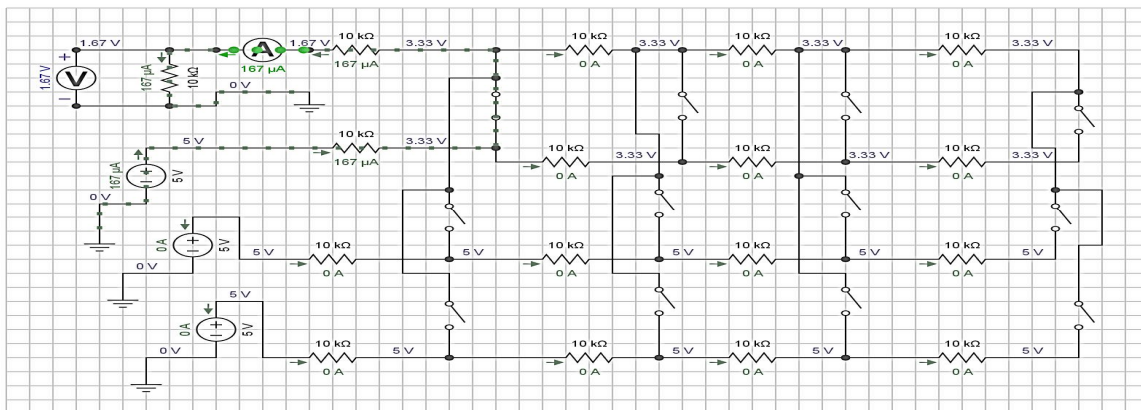 10 kΩ 10 kΩ 10 kΩ 10 kΩ
1.67 V 1.67 V 3.33 V 3.33 V 3.33 V 3.33 V
+ A
1.67 V V 167 μA 10 kΩ 167 μA 167 μA 0 A 0 A 0 A
− 0 V
10 kΩ 10 kΩ 10 kΩ 10 kΩ
5 V 3.33 V 3.33 V 3.33 V 3.33 V
167 μA 5 V 167 μA 0 A 0 A 0 A
0 V
10 kΩ 10 kΩ 10 kΩ 10 kΩ
0 A + − 5 V 5 V 5 V 5 V 5 V
0 V 0 A 0 A 0 A 0 A
5 V
0 A + − 5 V 10 kΩ 10 kΩ 10 kΩ 10 kΩ
0 V 5 V 5 V 5 V 5 V
0 A 0 A 0 A 0 A